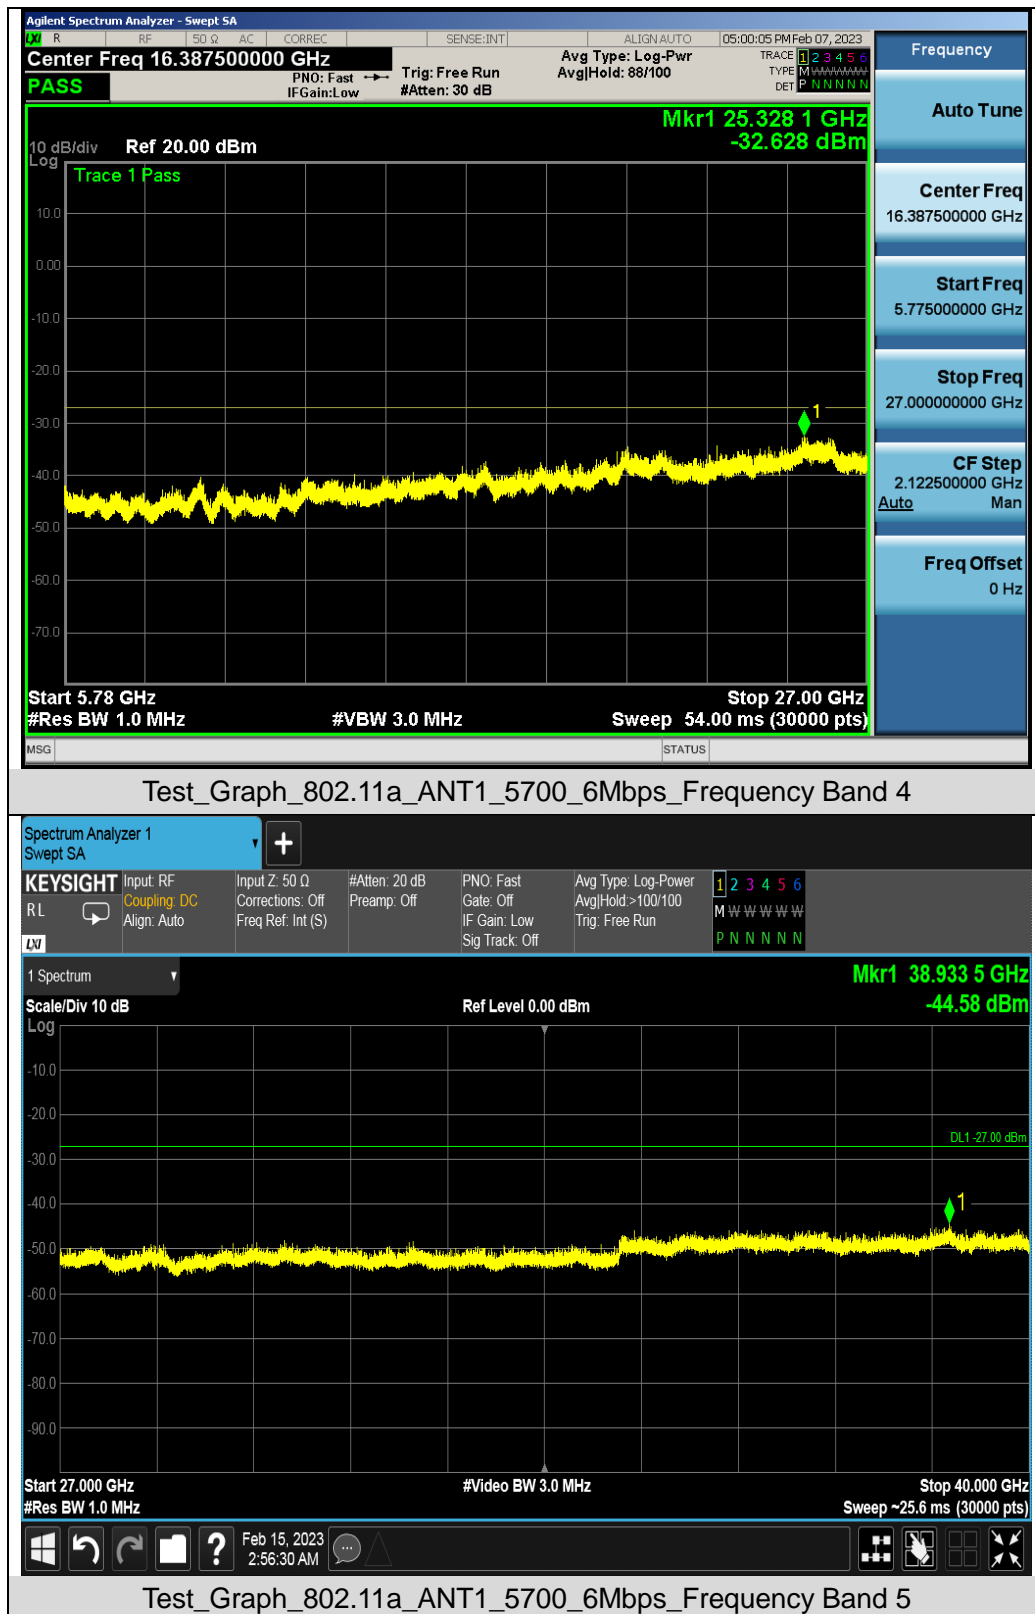 Agilent Spectrum Analyzer - Swept SA
LXI R RF 50 Ω AC CORREC SENSE:INT ALIGN AUTO 05:00:05 PM Feb 07, 2023
Center Freq 16.387500000 GHz
PNO: Fast
IFGain:Low
Trig: Free Run
#Atten: 30 dB
Avg Type: Log-Pwr
Avg|Hold: 88/100
TRACE 1 2 3 4 5 6
TYPE M WWWWW
DET P N N N N N
PASS
Mkr1 25.328 1 GHz
-32.628 dBm
10 dB/div Ref 20.00 dBm
Log
Trace 1 Pass
10.0
0.00
-10.0
-20.0
-30.0
-40.0
-50.0
-60.0
-70.0
1
Start 5.78 GHz Stop 27.00 GHz
#Res BW 1.0 MHz #VBW 3.0 MHz Sweep 54.00 ms (30000 pts)
MSG STATUS
Frequency
Auto Tune
Center Freq
16.387500000 GHz
Start Freq
5.775000000 GHz
Stop Freq
27.000000000 GHz
CF Step
2.122500000 GHz
Auto Man
Freq Offset
0 Hz
Test_Graph_802.11a_ANT1_5700_6Mbps_Frequency Band 4
Spectrum Analyzer 1
Swept SA
+
KEYSIGHT
R L
LXI
Input: RF
Coupling: DC
Align: Auto
Input Z: 50 Ω
Corrections: Off
Freq Ref: Int (S)
#Atten: 20 dB
Preamp: Off
PNO: Fast
Gate: Off
IF Gain: Low
Sig Track: Off
Avg Type: Log-Power
Avg|Hold:>100/100
Trig: Free Run
1 2 3 4 5 6
M W W W W W
P N N N N N
1 Spectrum
Mkr1 38.933 5 GHz
-44.58 dBm
Scale/Div 10 dB Ref Level 0.00 dBm
Log
-10.0
-20.0
-30.0
-40.0
-50.0
-60.0
-70.0
-80.0
-90.0
DL1 -27.00 dBm
1
Start 27.000 GHz #Video BW 3.0 MHz Stop 40.000 GHz
#Res BW 1.0 MHz Sweep ~25.6 ms (30000 pts)
?
Feb 15, 2023
2:56:30 AM
Test_Graph_802.11a_ANT1_5700_6Mbps_Frequency Band 5